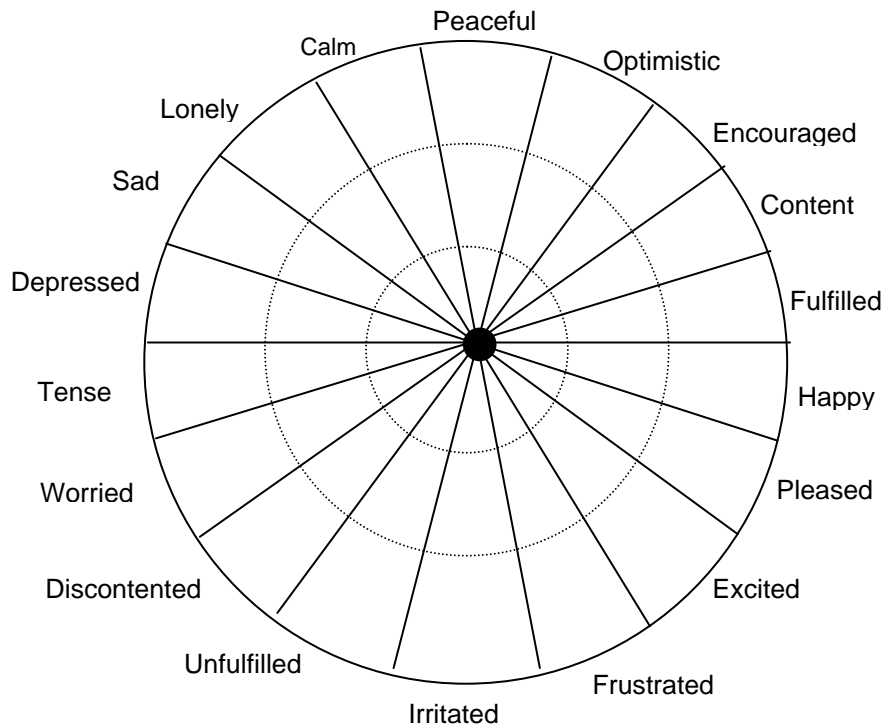 Peaceful
Calm
Optimistic
Lonely
Encouraged
Sad
Content
Depressed
Fulfilled
Tense
Happy
Worried
Pleased
Discontented
Excited
Unfulfilled
Frustrated
Irritated